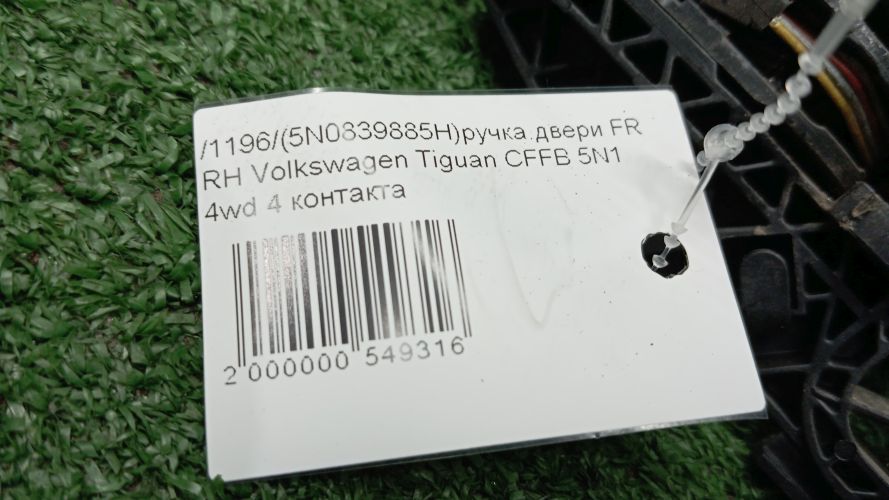 /1196/(5N0839885H)ручка двери FR
RH Volkswagen Tiguan CFFB 5N1
4wd 4 контакта
2 000000 549316